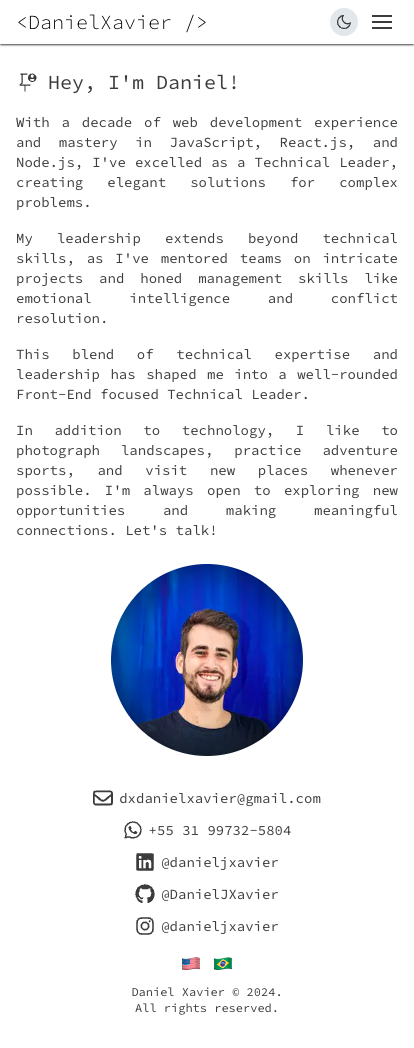 <DanielXavier />
Hey, I'm Daniel!
With a decade of web development experience
and mastery in JavaScript, React.js, and
Node.js, I've excelled as a Technical Leader,
creating elegant solutions for complex
problems.
My leadership extends beyond technical
skills, as I've mentored teams on intricate
projects and honed management skills like
emotional intelligence and conflict
resolution.
This blend of technical expertise and
leadership has shaped me into a well-rounded
Front-End focused Technical Leader.
In addition to technology, I like to
photograph landscapes, practice adventure
sports, and visit new places whenever
possible. I'm always open to exploring new
opportunities and making meaningful
connections. Let's talk!
dxdanielxavier@gmail.com
+55 31 99732-5804
@danieljxavier
@DanielJXavier
@danieljxavier
Daniel Xavier © 2024.
All rights reserved.